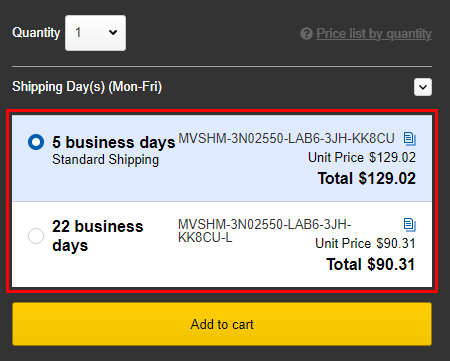 Quantity 1 Price list by quantity
Shipping Day(s) (Mon-Fri)
5 business days MVSHM-3N02550-LAB6-3JH-KK8CU
Standard Shipping Unit Price $129.02
Total $129.02
22 business days MVSHM-3N02550-LAB6-3JH-KK8CU-L
Unit Price $90.31
Total $90.31
Add to cart